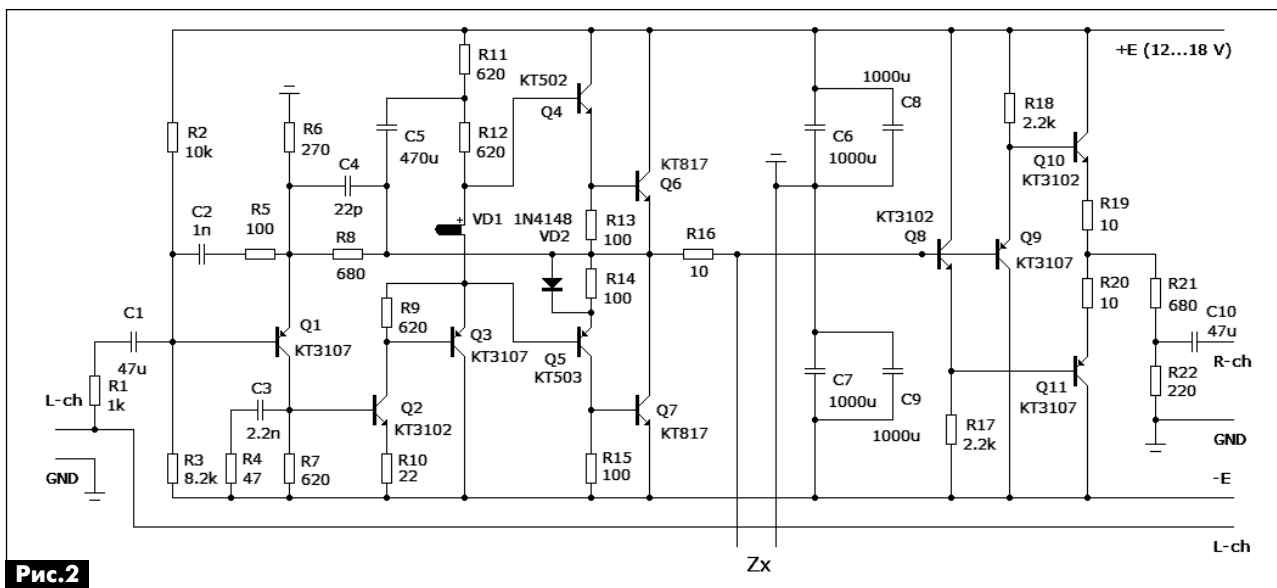 +E (12...18 V)
R11
620
KT502
Q4
1000u
C8
R18
2.2k
R2
10k
R6
270
C5
470u
R12
620
C6
1000u
Q10
KT3102
C4
22p
KT817
Q6
C2
1n
R5
100
VD1
1N4148
VD2
R13
100
R16
10
KT3102
Q8
R19
10
R8
680
Q9
KT3107
R14
100
R20
10
R21
680
C10
47u
R-ch
C1
47u
Q1
KT3107
R9
620
Q3
KT3107
Q5
KT503
C7
1000u
C9
1000u
Q11
KT3107
R22
220
L-ch
R1
1k
C3
2.2n
Q2
KT3102
Q7
KT817
R17
2.2k
GND
GND
R3
8.2k
R4
47
R7
620
R10
22
R15
100
-E
L-ch
Zx
Рис.2